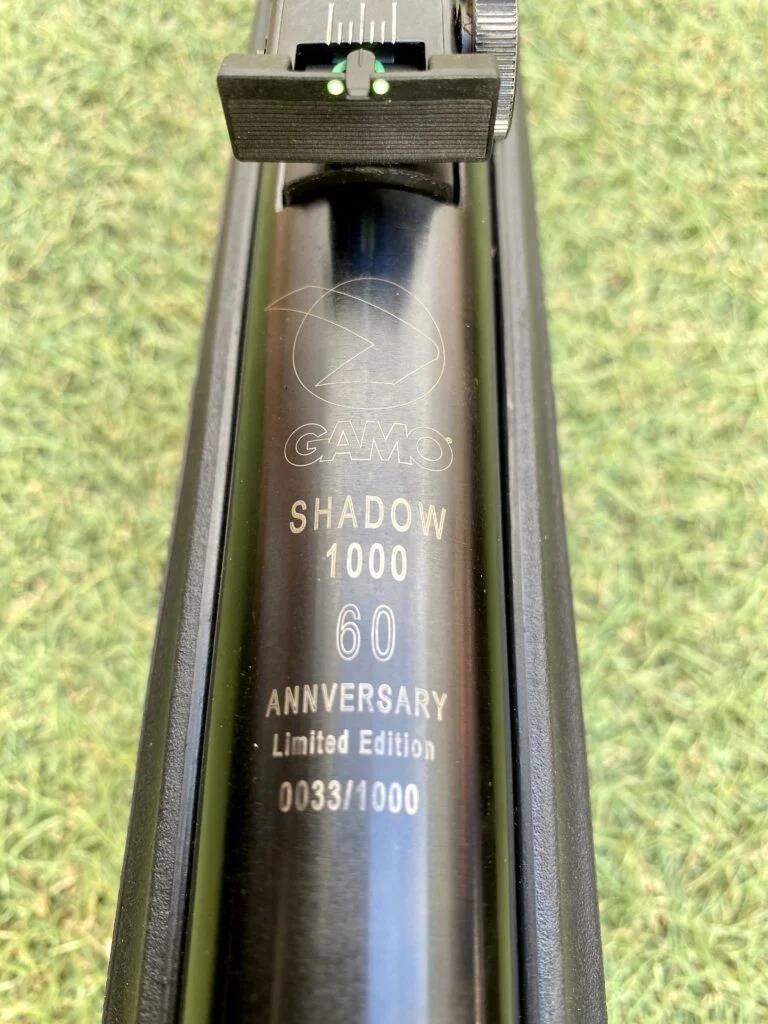 GAMO
SHADOW
1000
60
ANNVERSARY
Limited Edition
0033/1000